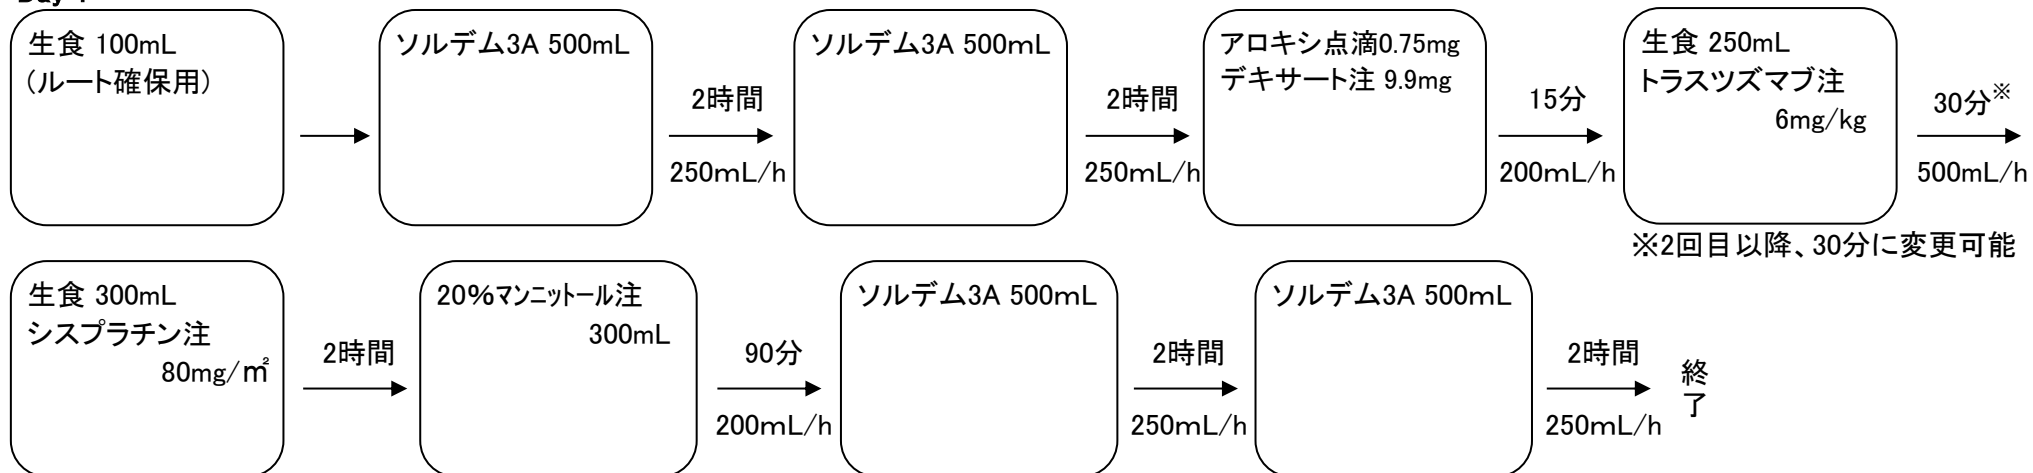 Day 1
生食 100mL
(ルート確保用)
ソルデム3A 500mL
2時間
250mL/h
ソルデム3A 500mL
2時間
250mL/h
アロキシ点滴0.75mg
デキサート注 9.9mg
15分
200mL/h
生食 250mL
トラスツズマブ注
6mg/kg
30分※
500mL/h
※2回目以降、30分に変更可能
生食 300mL
シスプラチン注
80mg/㎡
2時間
20%マンニットール注
300mL
90分
200mL/h
ソルデム3A 500mL
2時間
250mL/h
ソルデム3A 500mL
2時間
250mL/h
終
了